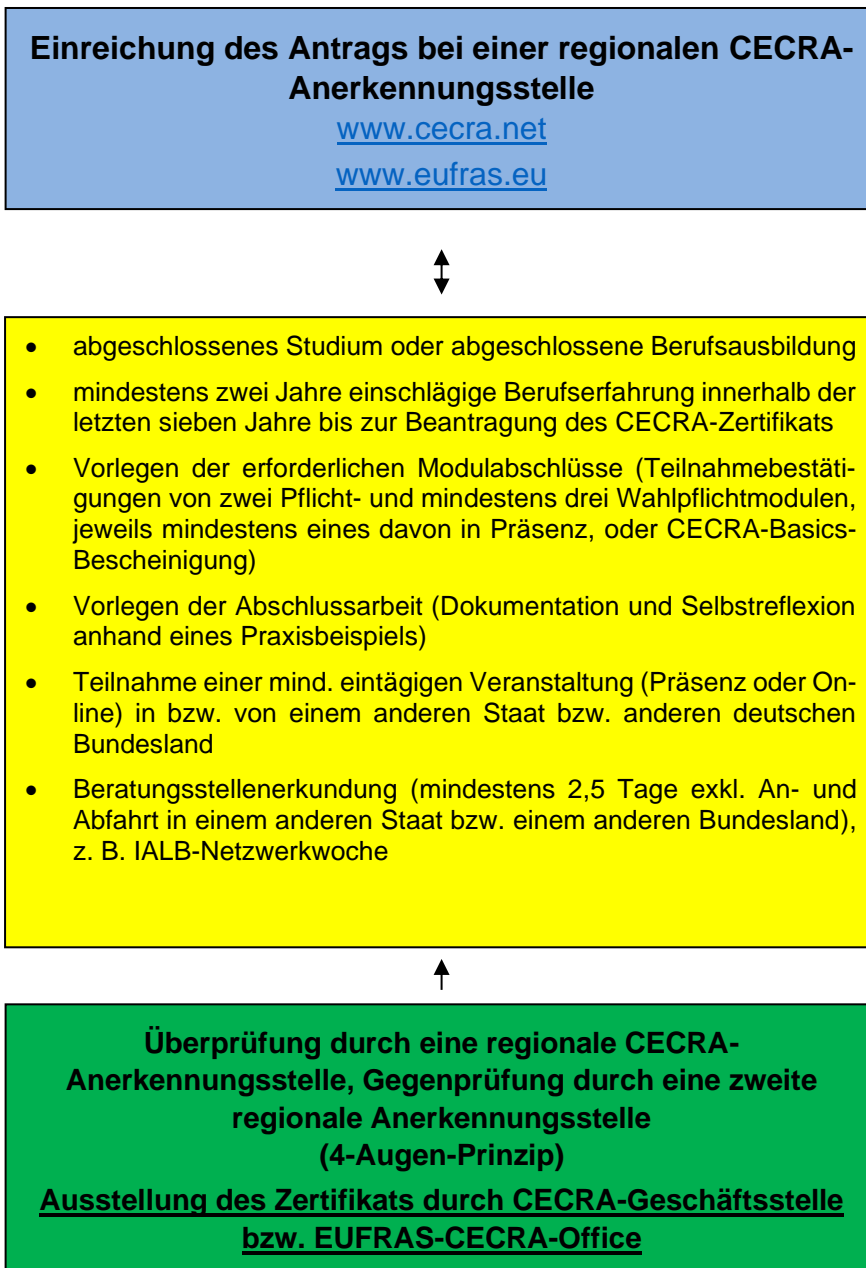 Einreichung des Antrags bei einer regionalen CECRA-
Anerkennungsstelle
www.cecra.net
www.eufras.eu
• abgeschlossenes Studium oder abgeschlossene Berufsausbildung
• mindestens zwei Jahre einschlägige Berufserfahrung innerhalb der
letzten sieben Jahre bis zur Beantragung des CECRA-Zertifikats
• Vorlegen der erforderlichen Modulabschlüsse (Teilnahmebestäti-
gungen von zwei Pflicht- und mindestens drei Wahlpflichtmodulen,
jeweils mindestens eines davon in Präsenz, oder CECRA-Basics-
Bescheinigung)
• Vorlegen der Abschlussarbeit (Dokumentation und Selbstreflexion
anhand eines Praxisbeispiels)
• Teilnahme einer mind. eintägigen Veranstaltung (Präsenz oder On-
line) in bzw. von einem anderen Staat bzw. anderen deutschen
Bundesland
• Beratungsstellenerkundung (mindestens 2,5 Tage exkl. An- und
Abfahrt in einem anderen Staat bzw. einem anderen Bundesland),
z. B. IALB-Netzwerkwoche
Überprüfung durch eine regionale CECRA-
Anerkennungsstelle, Gegenprüfung durch eine zweite
regionale Anerkennungsstelle
(4-Augen-Prinzip)
Ausstellung des Zertifikats durch CECRA-Geschäftsstelle
bzw. EUFRAS-CECRA-Office